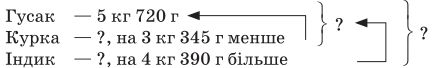 Гусак — 5 кг 720 г
Курка — ?, на 3 кг 345 г менше
Індик — ?, на 4 кг 390 г більше
?
?